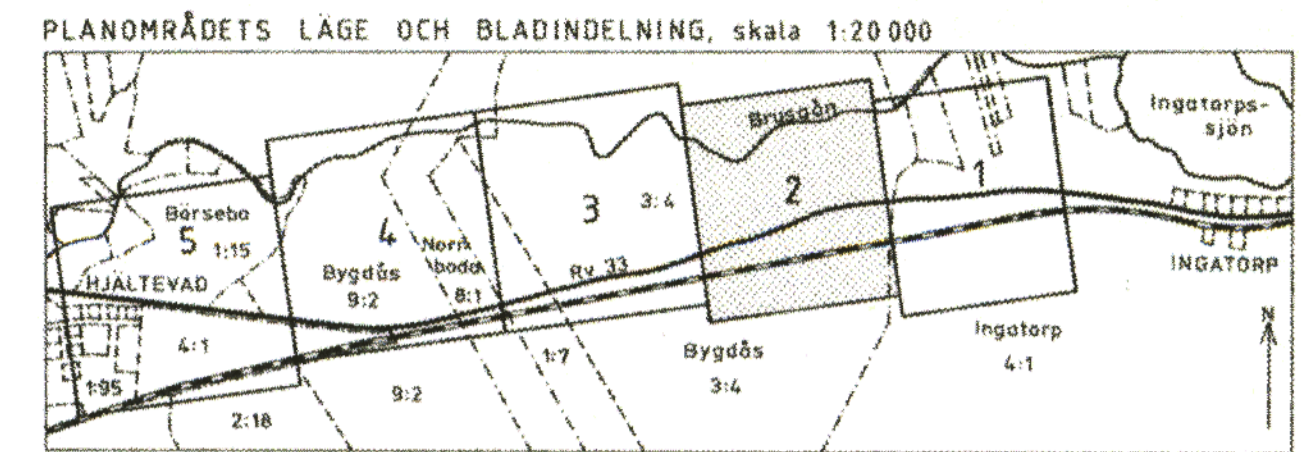 PLANOMRÅDETS LÄGE OCH BLADINDELNING, skala 1:20 000
Brusaån
Ingatorps-
sjön
1
2
3
3:4
Börsebo
5
1:15
4
Norr
boda
8:1
Bygdås
9:2
Rv 33
HJÄLTEVAD
INGATORP
4:1
1:95
2:18
9:2
1:7
Bygdås
3:4
Ingatorp
4:1
N